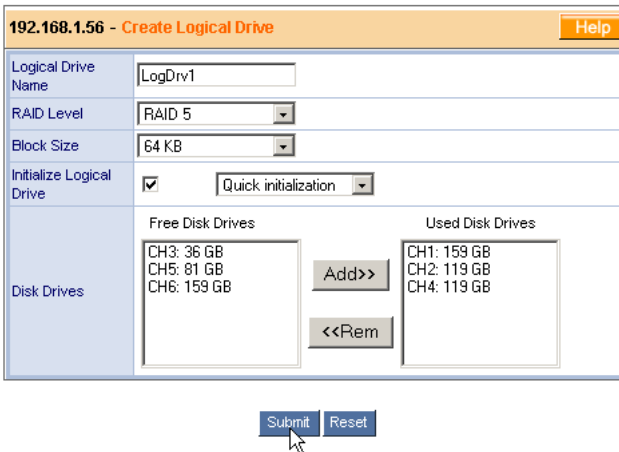 192.168.1.56 - Create Logical Drive Help
Logical Drive
Name
LogDrv1
RAID Level RAID 5
Block Size 64 KB
Initialize Logical
Drive
Quick initialization
Free Disk Drives Used Disk Drives
Disk Drives
CH3: 36 GB
CH5: 81 GB
CH6: 159 GB
Add>>
<<Rem
CH1: 159 GB
CH2: 119 GB
CH4: 119 GB
Submit Reset